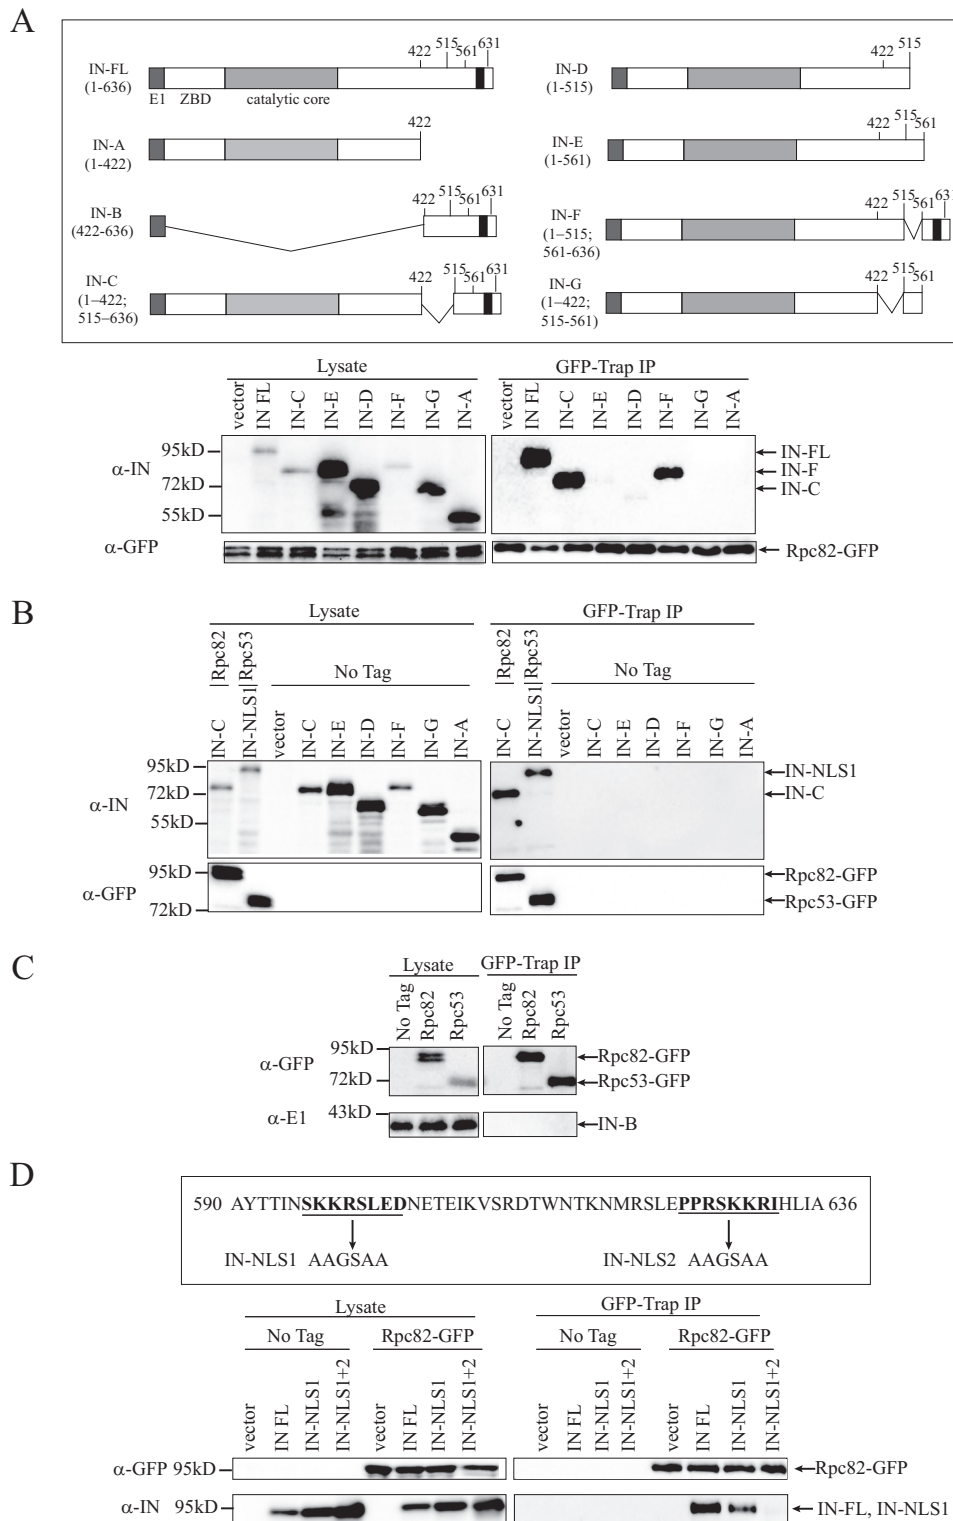 A
IN-FL
(1-636)
422 515 561 631
E1 ZBD catalytic core
IN-A
(1-422)
422
IN-B
(422-636)
422 515 561 631
IN-C
(1–422;
515–636)
422 515 561 631
IN-D
(1-515)
422 515
IN-E
(1-561)
422 515 561
IN-F
(1–515;
561-636)
422 515 561 631
IN-G
(1–422;
515-561)
422 515 561
Lysate
GFP-Trap IP
vector IN FL IN-C IN-E IN-D IN-F IN-G IN-A
vector IN FL IN-C IN-E IN-D IN-F IN-G IN-A
α-IN
95kD
72kD
55kD
IN-FL
IN-F
IN-C
α-GFP
Rpc82-GFP
B
Lysate
GFP-Trap IP
Rpc82 Rpc53
No Tag
Rpc82 Rpc53
No Tag
IN-C IN-NLS1 vector IN-C IN-E IN-D IN-F IN-G IN-A
IN-C IN-NLS1 vector IN-C IN-E IN-D IN-F IN-G IN-A
α-IN
95kD
72kD
55kD
IN-NLS1
IN-C
α-GFP
95kD
72kD
Rpc82-GFP
Rpc53-GFP
C
Lysate
GFP-Trap IP
No Tag Rpc82 Rpc53
No Tag Rpc82 Rpc53
α-GFP
95kD
72kD
Rpc82-GFP
Rpc53-GFP
α-E1
43kD
IN-B
D
590 AYTTINSKKRSLEDNETEIKVSRDTWNTKNMRSLEPPRSKKRIHLIA 636
IN-NLS1 AAGSAA
IN-NLS2 AAGSAA
Lysate
GFP-Trap IP
No Tag Rpc82-GFP
No Tag Rpc82-GFP
vector IN FL IN-NLS1 IN-NLS1+2 vector IN FL IN-NLS1 IN-NLS1+2
vector IN FL IN-NLS1 IN-NLS1+2 vector IN FL IN-NLS1 IN-NLS1+2
α-GFP 95kD
Rpc82-GFP
α-IN 95kD
IN-FL, IN-NLS1